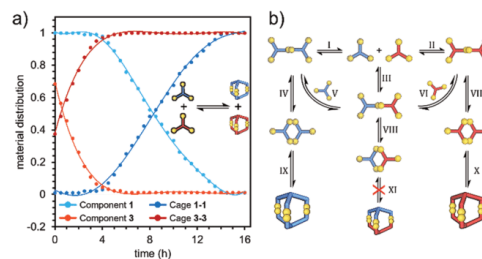 a)
1
0.8
0.6
0.4
0.2
0
-0.2
material distribution
+
+
Component 1
Cage 1-1
Component 3
Cage 3-3
0 4 8 12 16
time (h)
b)
I + II
III
IV V VI VII
VIII
IX XI X